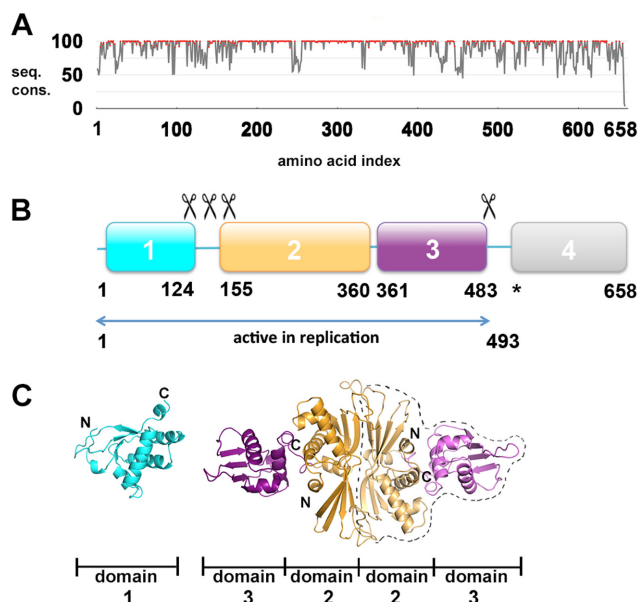 A
100
seq. 50
cons.
0
1 100 200 300 400 500 600 658
amino acid index
B
1 2 3 4
1 124 155 360 361 483 * 658
active in replication
1 493
C
N C
C N
N C
domain domain domain domain domain
1 3 2 2 3